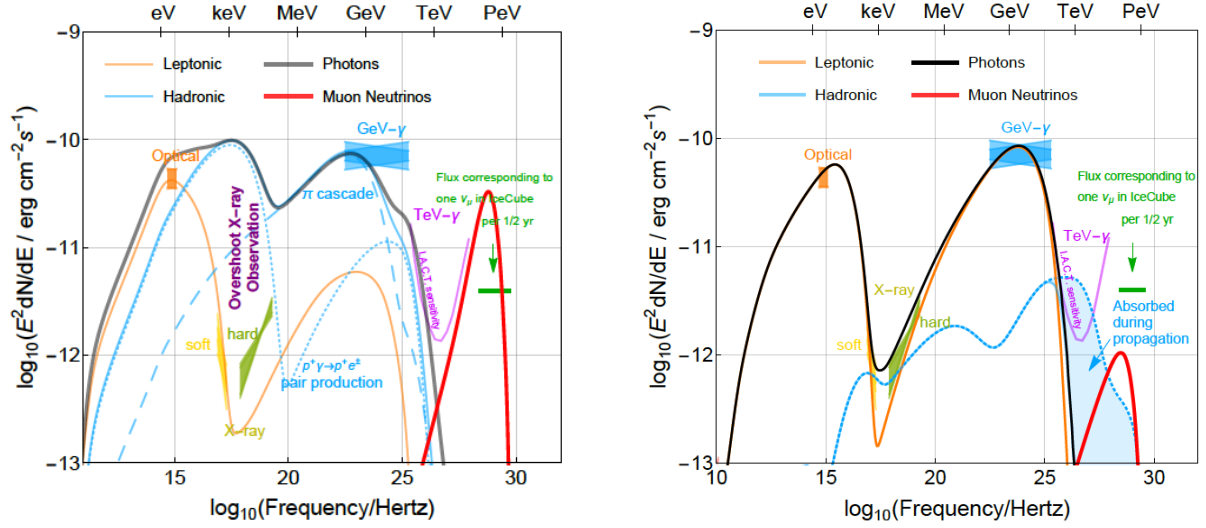 eV keV MeV GeV TeV PeV
-9
Leptonic Photons
Hadronic Muon Neutrinos
-10
GeV-γ
Optical
Flux corresponding to
one νμ in IceCube
per 1/2 yr
π cascade
TeV-γ
Overshoot X-ray
Observation
-11
I.A.C.T. sensitivity
hard
soft
p⁺γ→p⁺e±
pair production
-12
X-ray
-13
15 20 25 30
log₁₀(Frequency/Hertz)
log₁₀(E²dN/dE / erg cm⁻²s⁻¹)
eV keV MeV GeV TeV PeV
-9
Leptonic Photons
Hadronic Muon Neutrinos
-10
GeV-γ
Optical
Flux corresponding to
one νμ in IceCube
per 1/2 yr
-11
TeV-γ
X-ray
I.A.C.T. sensitivity
hard
Absorbed
during
propagation
soft
-12
-13
10 15 20 25 30
log₁₀(Frequency/Hertz)
log₁₀(E²dN/dE / erg cm⁻²s⁻¹)